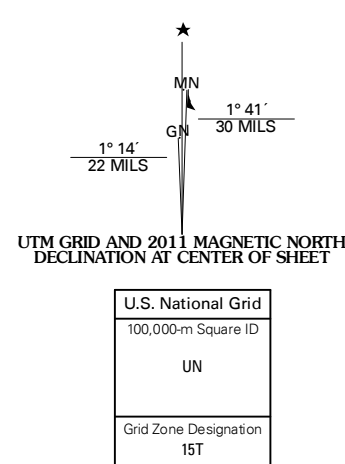 MN
GN
1° 41´
30 MILS
1° 14´
22 MILS
UTM GRID AND 2011 MAGNETIC NORTH
DECLINATION AT CENTER OF SHEET
U.S. National Grid
100,000-m Square ID
UN
Grid Zone Designation
15T